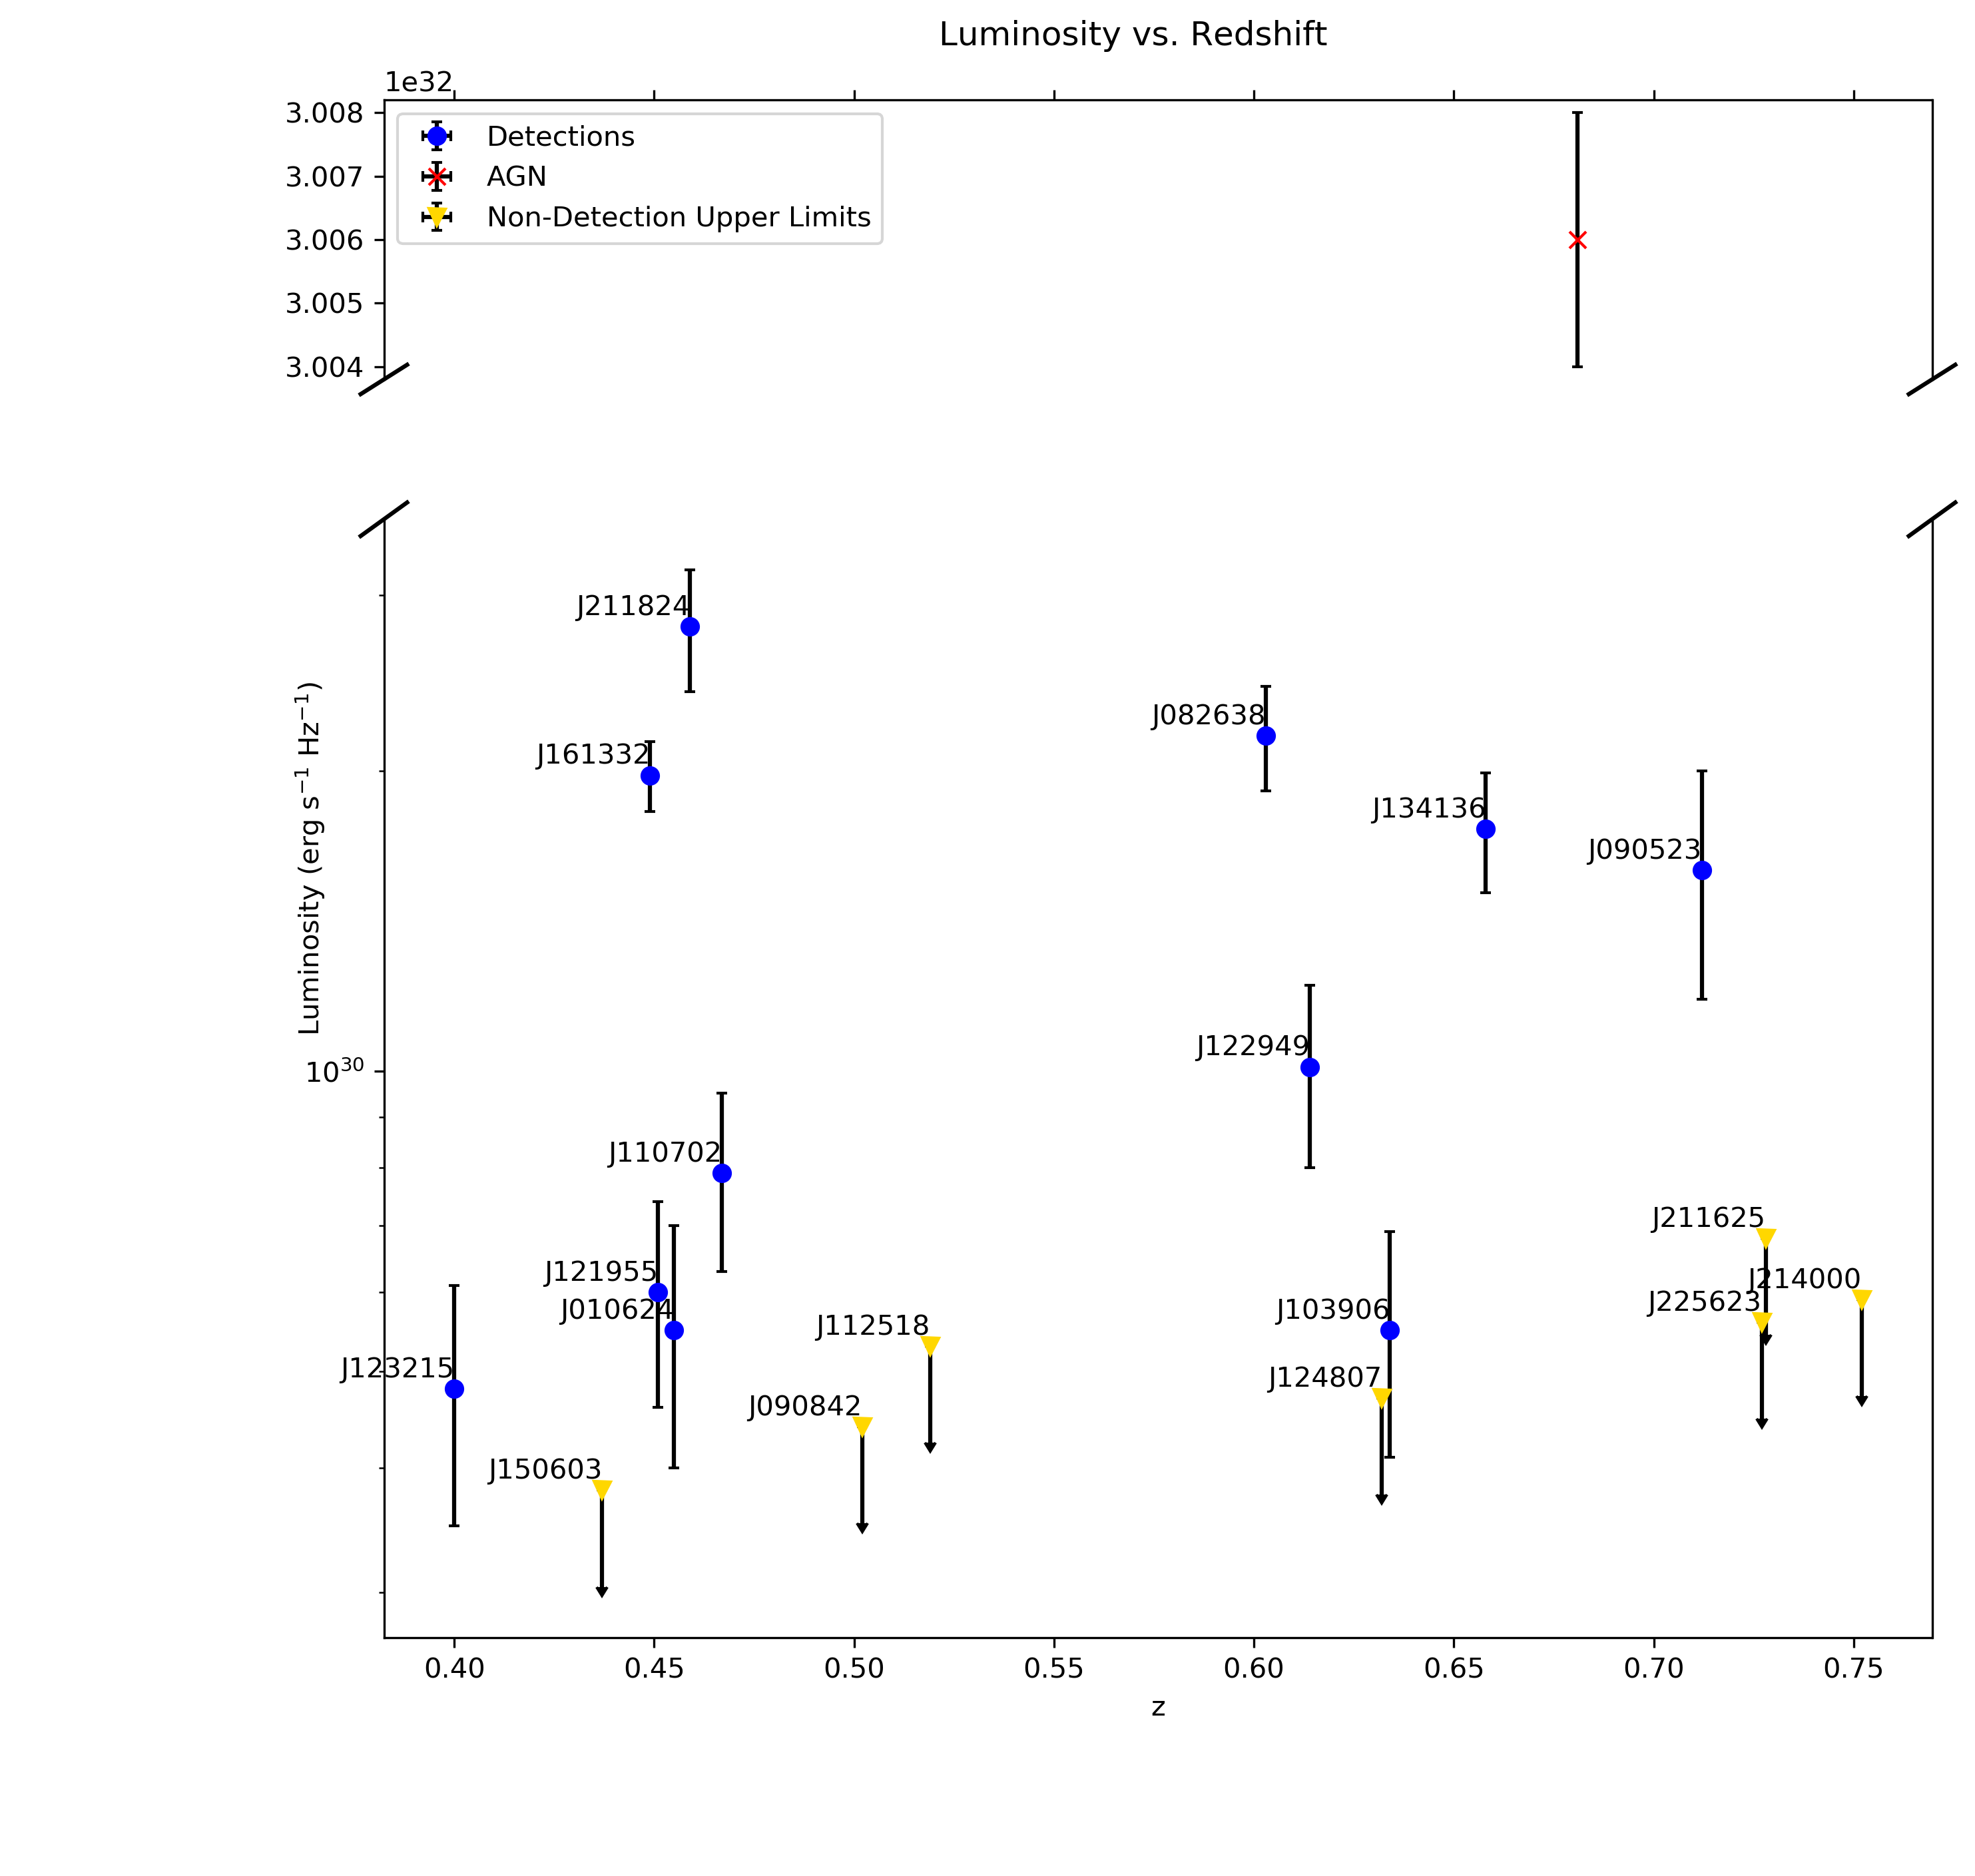 Luminosity vs. Redshift
1e32
3.008
3.007
3.006
3.005
3.004
Detections
AGN
Non-Detection Upper Limits
Luminosity (erg s⁻¹ Hz⁻¹)
10³⁰
J211824
J161332
J082638
J134136
J090523
J122949
J110702
J211625
J121955
J214000
J225623
J010624
J103906
J112518
J123215
J124807
J090842
J150603
0.40 0.45 0.50 0.55 0.60 0.65 0.70 0.75
z